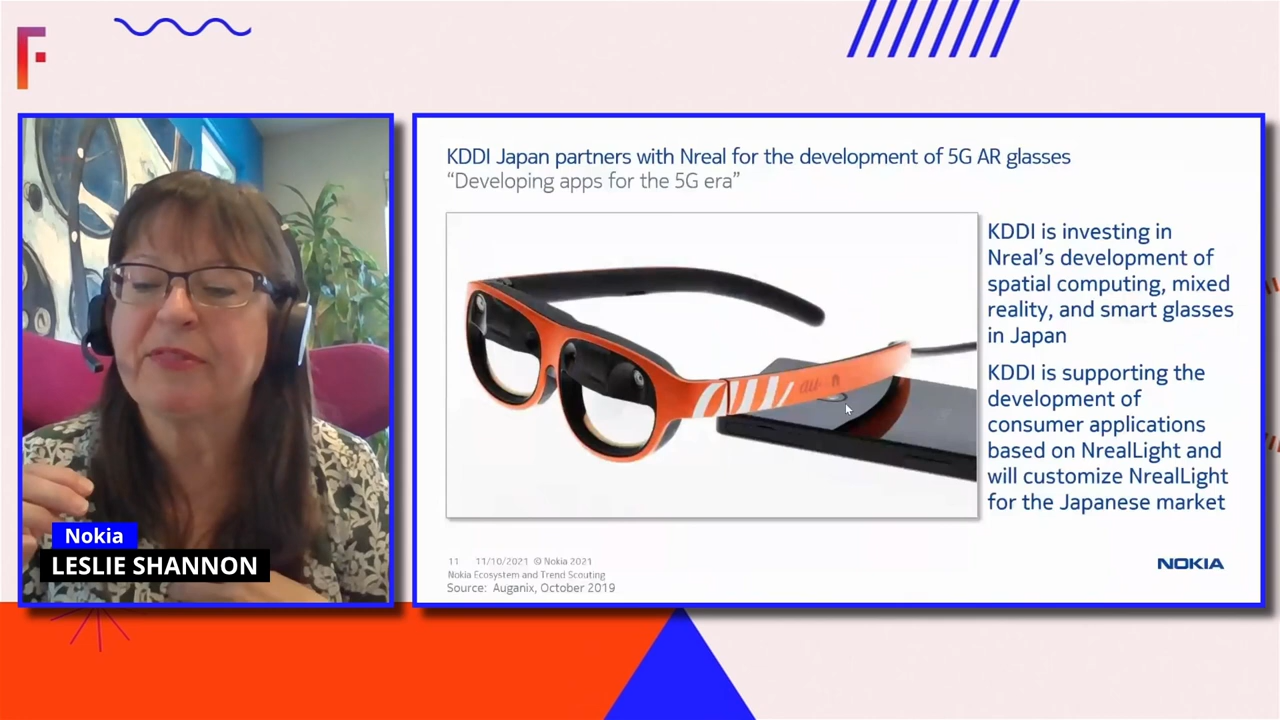 F
KDDI Japan partners with Nreal for the development of 5G AR glasses
“Developing apps for the 5G era”
KDDI is investing in
Nreal’s development of
spatial computing, mixed
reality, and smart glasses
in Japan
KDDI is supporting the
development of
consumer applications
based on NrealLight and
will customize NrealLight
for the Japanese market
au
Nokia
LESLIE SHANNON
11 11/10/2021 © Nokia 2021
Nokia Ecosystem and Trend Scouting
Source: Auganix, October 2019
NOKIA